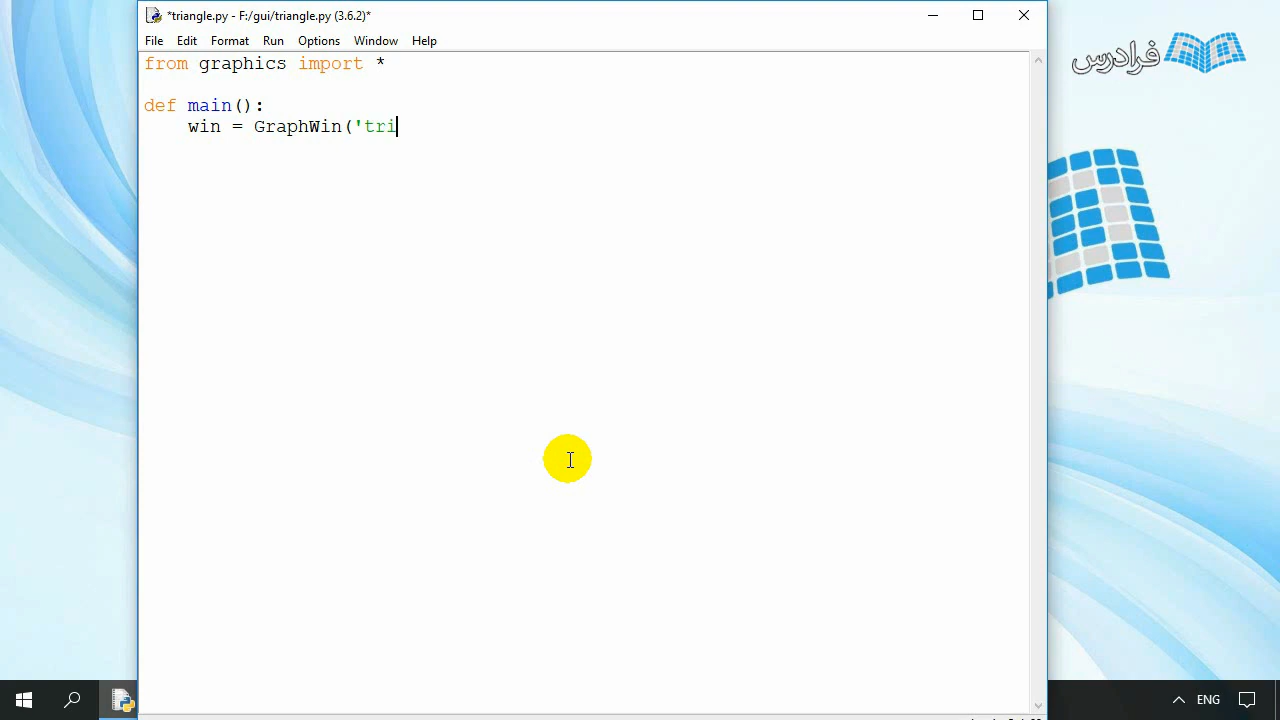 *triangle.py - F:/gui/triangle.py (3.6.2)*
File Edit Format Run Options Window Help
from graphics import *
def main():
    win = GraphWin('tri
فرادرس
ENG